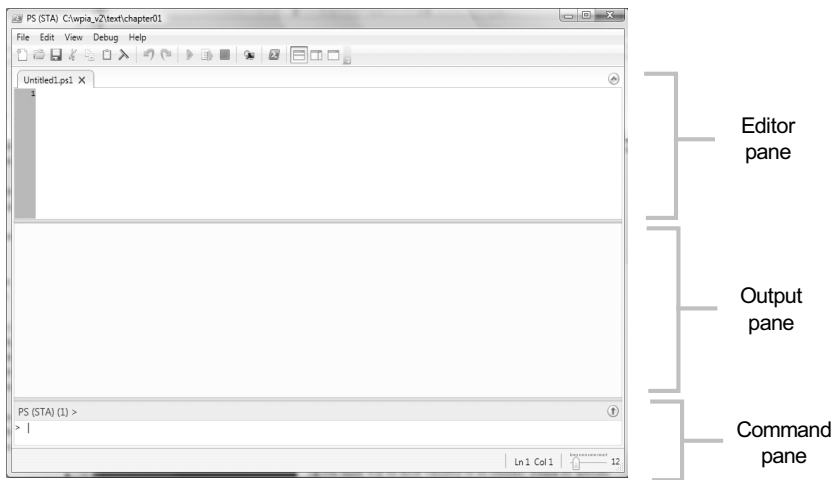 PS (STA) C:\wpia_v2\text\chapter01
File Edit View Debug Help
Untitled1.ps1 X
1
Editor
pane
Output
pane
PS (STA) (1) >
> |
Command
pane
Ln 1 Col 1 12